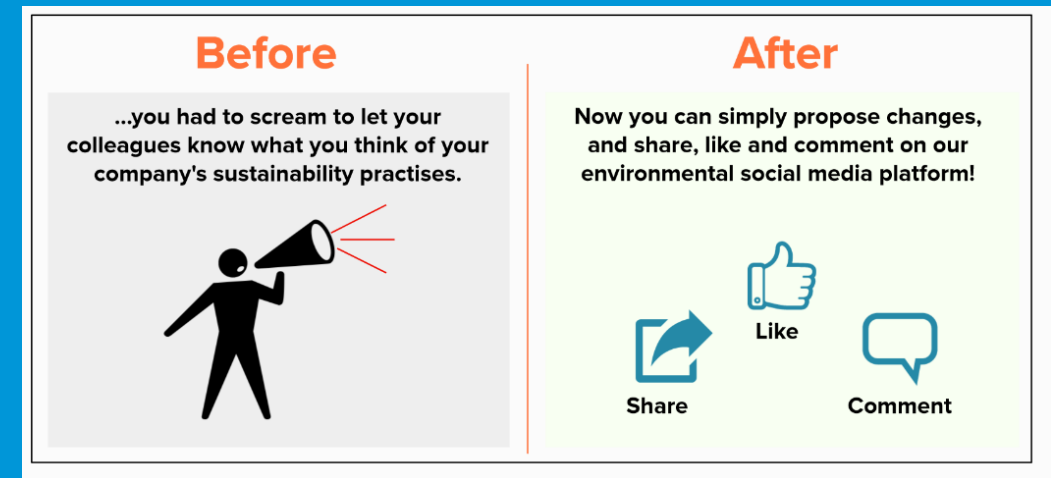 Before
...you had to scream to let your
colleagues know what you think of your
company's sustainability practises.
After
Now you can simply propose changes,
and share, like and comment on our
environmental social media platform!
Like
Share
Comment